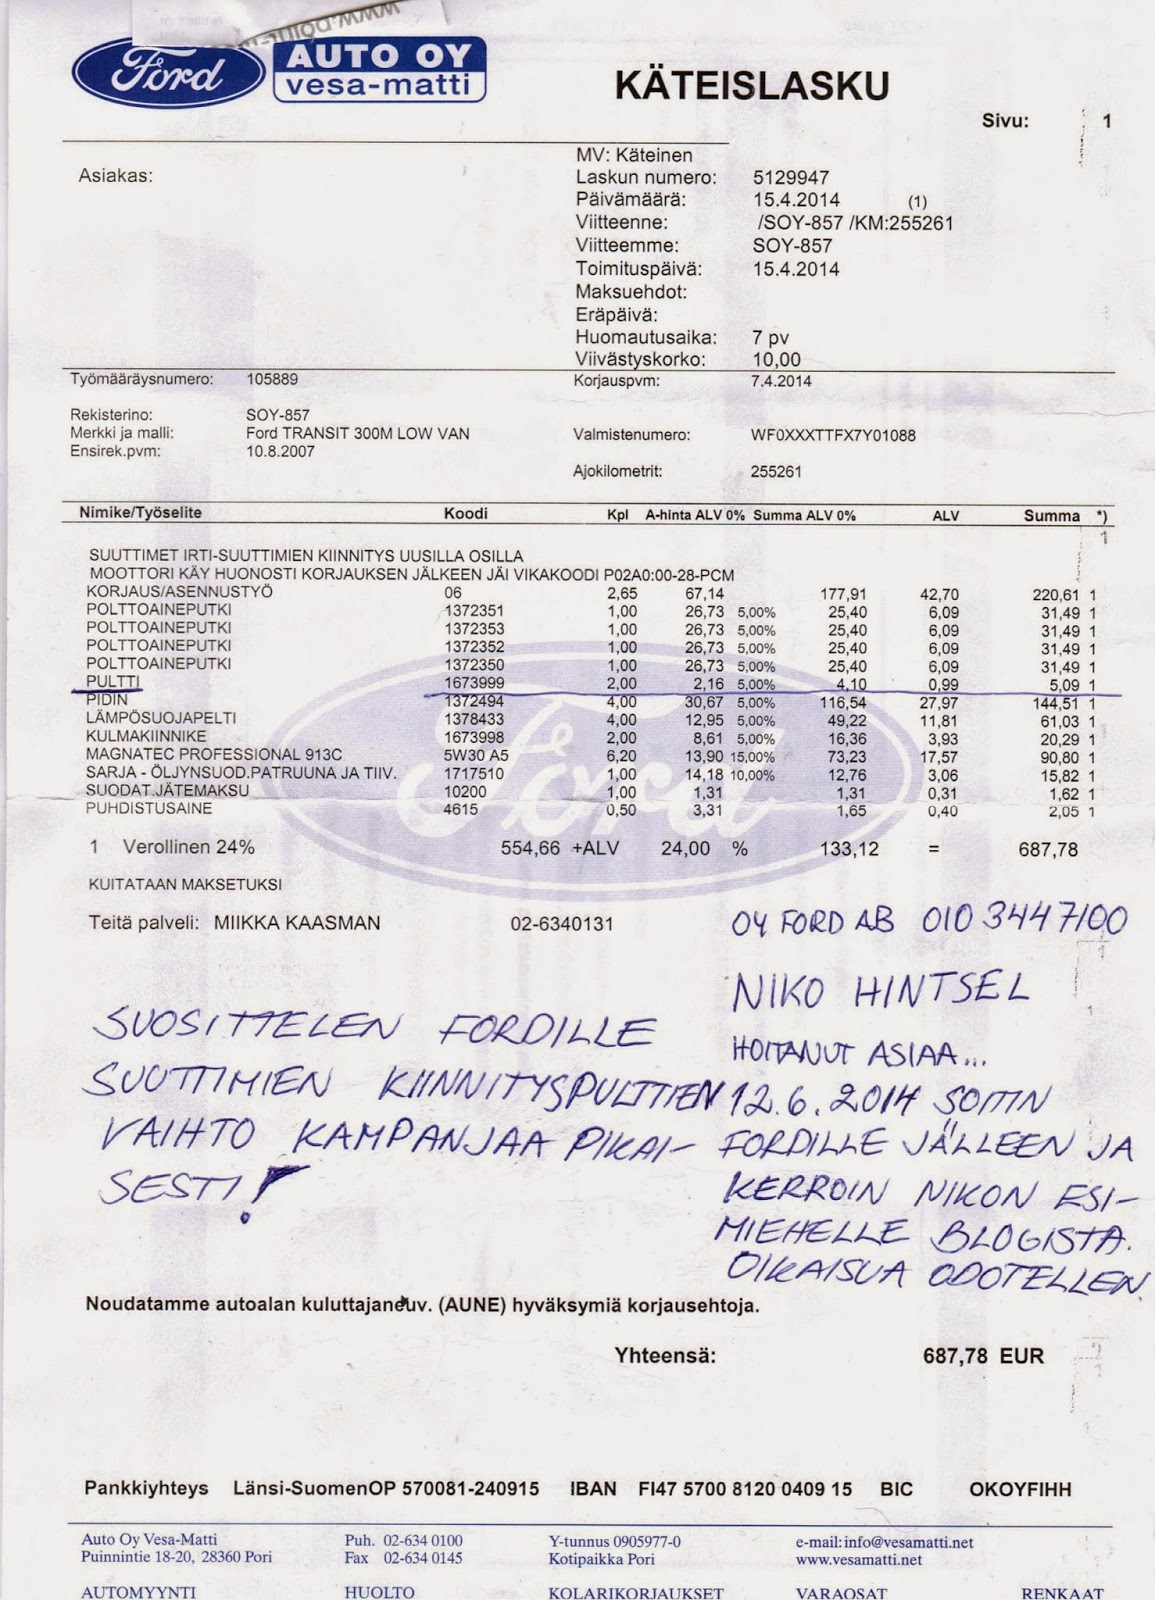 Ford AUTO OY
vesa-matti
KÄTEISLASKU
Sivu: 1
Asiakas:
MV: Käteinen
Laskun numero: 5129947
Päivämäärä: 15.4.2014 (1)
Viitteenne: /SOY-857 /KM:255261
Viitteemme: SOY-857
Toimituspäivä: 15.4.2014
Maksuehdot:
Eräpäivä:
Huomautusaika: 7 pv
Viivästyskorko: 10,00
Työmääräysnumero: 105889 Korjauspvm: 7.4.2014
Rekisterino: SOY-857
Merkki ja malli: Ford TRANSIT 300M LOW VAN Valmistenumero: WF0XXXTTFX7Y01088
Ensirek.pvm: 10.8.2007
Ajokilometrit: 255261
Nimike/Työselite Koodi Kpl A-hinta ALV 0% Summa ALV 0% ALV Summa *)
1
SUUTTIMET IRTI-SUUTTIMIEN KIINNITYS UUSILLA OSILLA
MOOTTORI KÄY HUONOSTI KORJAUKSEN JÄLKEEN JÄI VIKAKOODI P02A0:00-28-PCM
KORJAUS/ASENNUSTYÖ 06 2,65 67,14 177,91 42,70 220,61 1
POLTTOAINEPUTKI 1372351 1,00 26,73 5,00% 25,40 6,09 31,49 1
POLTTOAINEPUTKI 1372353 1,00 26,73 5,00% 25,40 6,09 31,49 1
POLTTOAINEPUTKI 1372352 1,00 26,73 5,00% 25,40 6,09 31,49 1
POLTTOAINEPUTKI 1372350 1,00 26,73 5,00% 25,40 6,09 31,49 1
PULTTI 1673999 2,00 2,16 5,00% 4,10 0,99 5,09 1
PIDIN 1372494 4,00 30,67 5,00% 116,54 27,97 144,51 1
LÄMPÖSUOJAPELTI 1378433 4,00 12,95 5,00% 49,22 11,81 61,03 1
KULMAKIINNIKE 1673998 2,00 8,61 5,00% 16,36 3,93 20,29 1
MAGNATEC PROFESSIONAL 913C 5W30 A5 6,20 13,90 15,00% 73,23 17,57 90,80 1
SARJA - ÖLJYNSUOD.PATRUUNA JA TIIV. 1717510 1,00 14,18 10,00% 12,76 3,06 15,82 1
SUODAT.JÄTEMAKSU 10200 1,00 1,31 1,31 0,31 1,62 1
PUHDISTUSAINE 4615 0,50 3,31 1,65 0,40 2,05 1
1 Verollinen 24% 554,66 +ALV 24,00 % 133,12 = 687,78
KUITATAAN MAKSETUKSI
Teitä palveli: MIIKKA KAASMAN 02-6340131
OY FORD AB 010 3447100
NIKO HINTSEL
HOITANUT ASIAA...
12.6.2014 SOITIN
FORDILLE JÄLLEEN JA
KERROIN NIKON ESI-
MIEHELLE BLOGISTA.
OIKAISUA ODOTELLEN.
SUOSITTELEN FORDILLE
SUUTTIMIEN KIINNITYSPULTTIEN
VAIHTO KAMPANJAA PIKAI-
SESTI!
Noudatamme autoalan kuluttajaneuv. (AUNE) hyväksymiä korjausehtoja.
Yhteensä: 687,78 EUR
Pankkiyhteys Länsi-SuomenOP 570081-240915 IBAN FI47 5700 8120 0409 15 BIC OKOYFIHH
Auto Oy Vesa-Matti Puh. 02-634 0100 Y-tunnus 0905977-0 e-mail:info@vesamatti.net
Puinnintie 18-20, 28360 Pori Fax 02-634 0145 Kotipaikka Pori www.vesamatti.net
AUTOMYYNTI HUOLTO KOLARIKORJAUKSET VARAOSAT RENKAAT